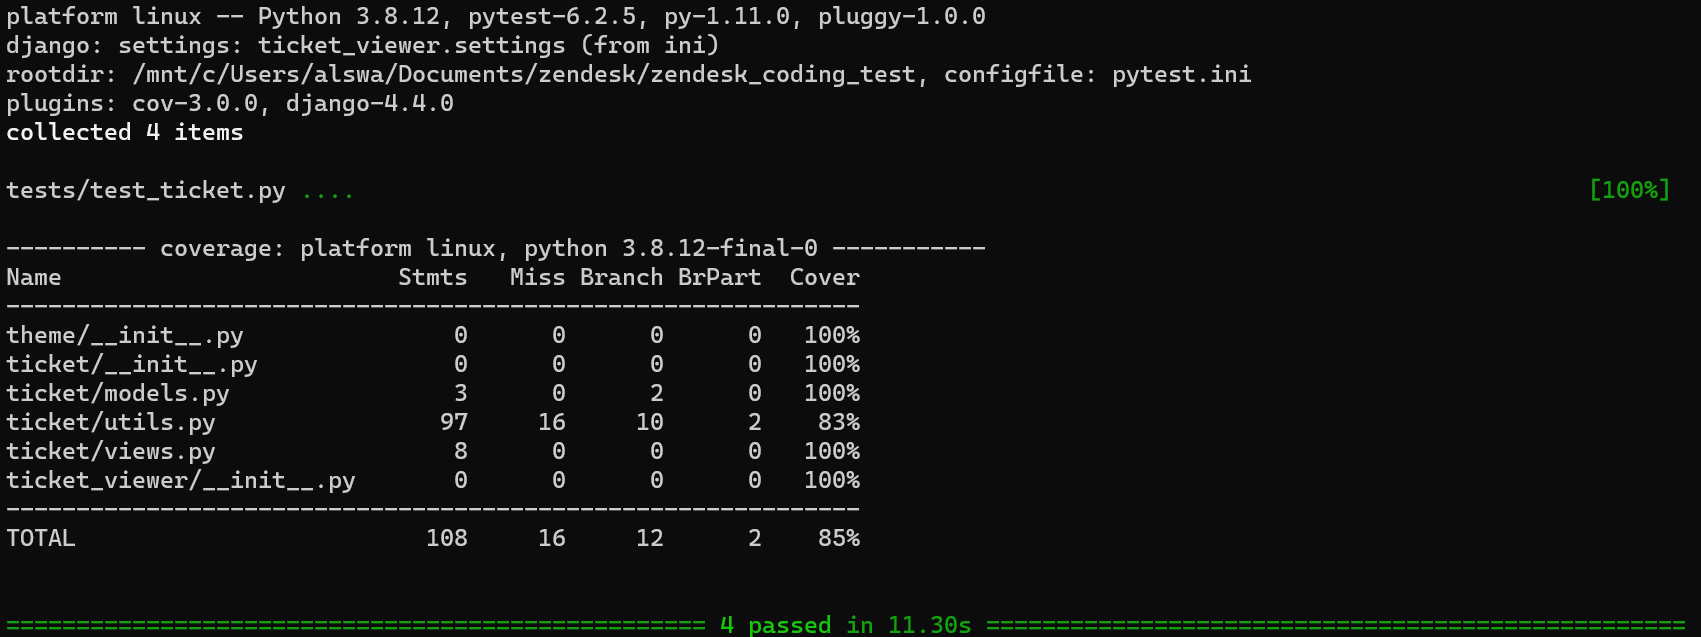 platform linux -- Python 3.8.12, pytest-6.2.5, py-1.11.0, pluggy-1.0.0
django: settings: ticket_viewer.settings (from ini)
rootdir: /mnt/c/Users/alswa/Documents/zendesk/zendesk_coding_test, configfile: pytest.ini
plugins: cov-3.0.0, django-4.4.0
collected 4 items
tests/test_ticket.py .... [100%]
---------- coverage: platform linux, python 3.8.12-final-0 -----------
Name                        Stmts   Miss Branch BrPart  Cover
-------------------------------------------------------------
theme/__init__.py               0      0      0      0   100%
ticket/__init__.py              0      0      0      0   100%
ticket/models.py                3      0      2      0   100%
ticket/utils.py                97     16     10      2    83%
ticket/views.py                 8      0      0      0   100%
ticket_viewer/__init__.py       0      0      0      0   100%
-------------------------------------------------------------
TOTAL                         108     16     12      2    85%
================================================== 4 passed in 11.30s ==================================================